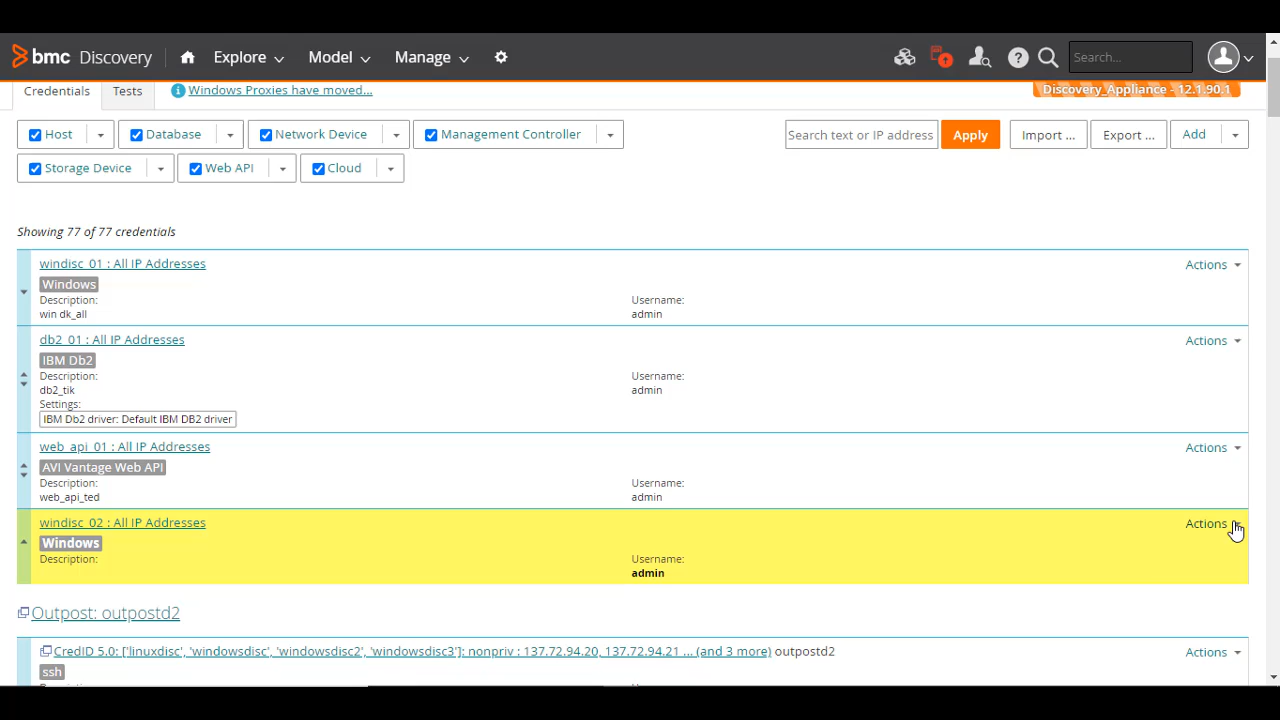 bmc Discovery Explore Model Manage Search...
Credentials Tests Windows Proxies have moved... Discovery_Appliance - 12.1.90.1
Host Database Network Device Management Controller Search text or IP address Apply Import ... Export ... Add
Storage Device Web API Cloud
Showing 77 of 77 credentials
windisc_01 : All IP Addresses Actions
Windows
Description: Username:
win dk_all admin
db2_01 : All IP Addresses Actions
IBM Db2
Description: Username:
db2_tik admin
Settings:
IBM Db2 driver: Default IBM DB2 driver
web_api_01 : All IP Addresses Actions
AVI Vantage Web API
Description: Username:
web_api_ted admin
windisc_02 : All IP Addresses Actions
Windows
Description: Username:
admin
Outpost: outpostd2
CredID 5.0: ['linuxdisc', 'windowsdisc', 'windowsdisc2', 'windowsdisc3']: nonpriv : 137.72.94.20, 137.72.94.21 ... (and 3 more) outpostd2 Actions
ssh